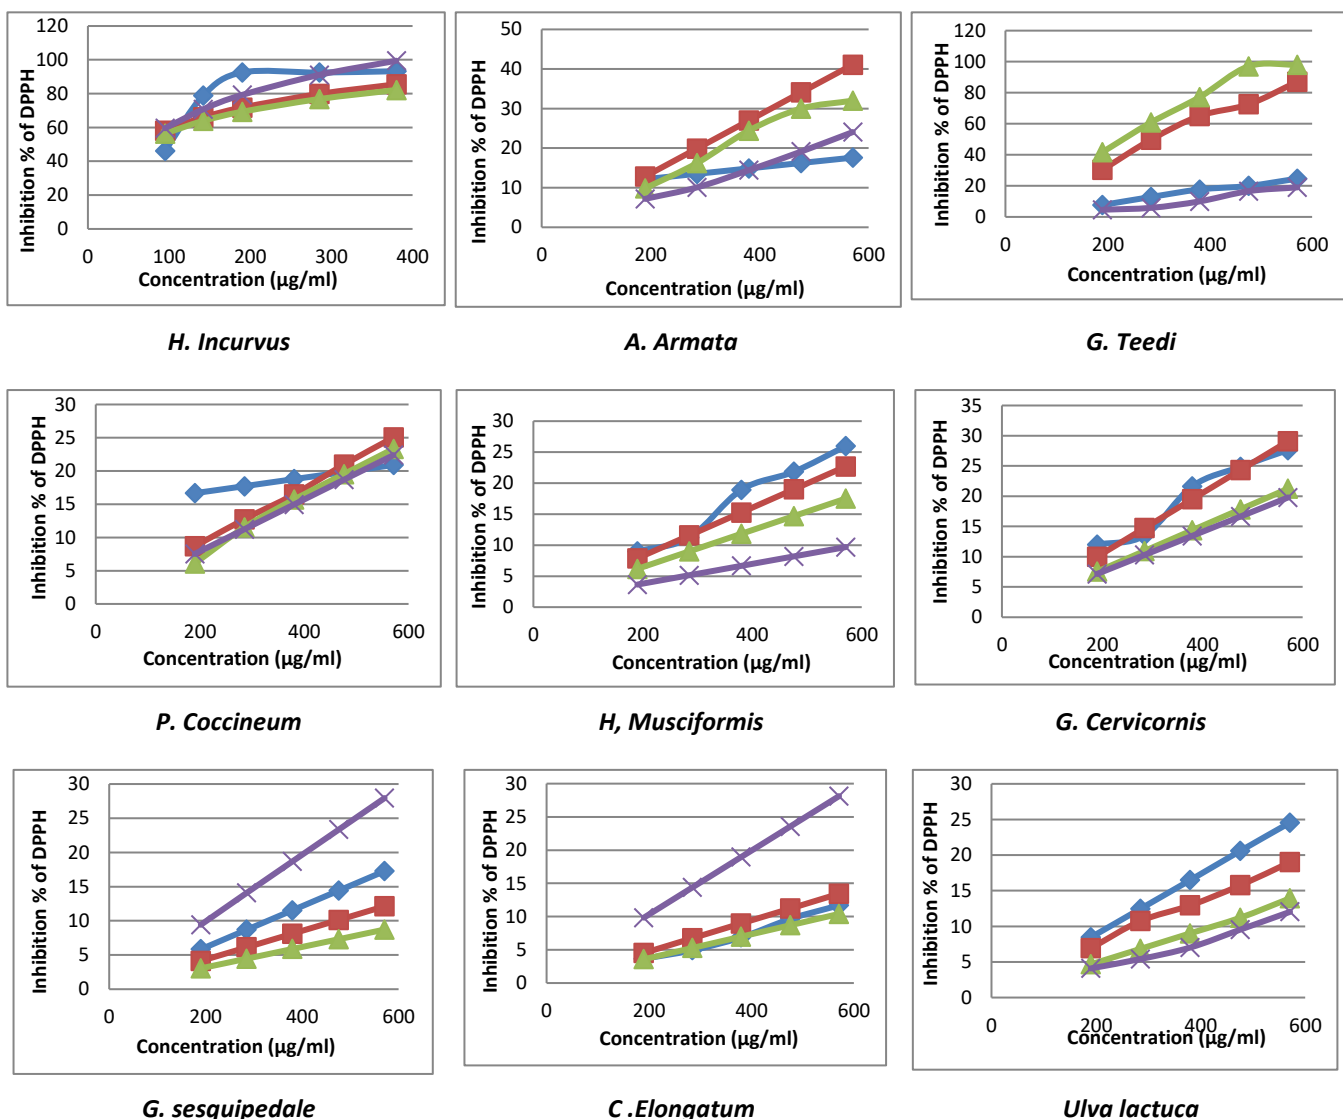 120
100
80
60
40
20
0
0 100 200 300 400
Inhibition % of DPPH
Concentration (µg/ml)
H. Incurvus
50
40
30
20
10
0
0 200 400 600
Inhibition % of DPPH
Concentration (µg/ml)
A. Armata
120
100
80
60
40
20
0
0 200 400 600
Inhibition % of DPPH
Concentration (µg/ml)
G. Teedi
30
25
20
15
10
5
0
0 200 400 600
Inhibition % of DPPH
Concentration (µg/ml)
P. Coccineum
30
25
20
15
10
5
0
0 200 400 600
Inhibition % of DPPH
Concentration (µg/ml)
H, Musciformis
35
30
25
20
15
10
5
0
0 200 400 600
Inhibition % of DPPH
Concentration (µg/ml)
G. Cervicornis
30
25
20
15
10
5
0
0 200 400 600
Inhibition % of DPPH
Concentration (µg/ml)
G. sesquipedale
30
25
20
15
10
5
0
0 200 400 600
Inhibition % of DPPH
Concentration (µg/ml)
C .Elongatum
30
25
20
15
10
5
0
0 200 400 600
Inhibition % of DPPH
Concentration (µg/ml)
Ulva lactuca